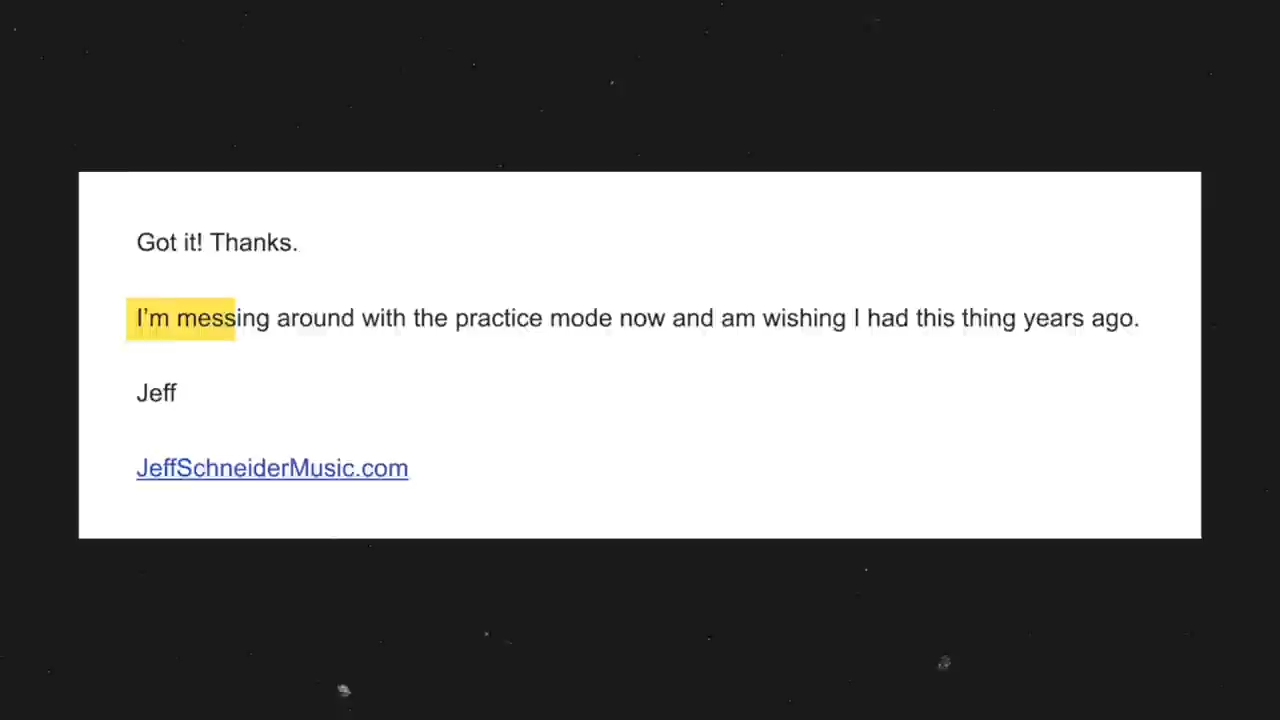 Got it! Thanks.
I’m messing around with the practice mode now and am wishing I had this thing years ago.
Jeff
JeffSchneiderMusic.com